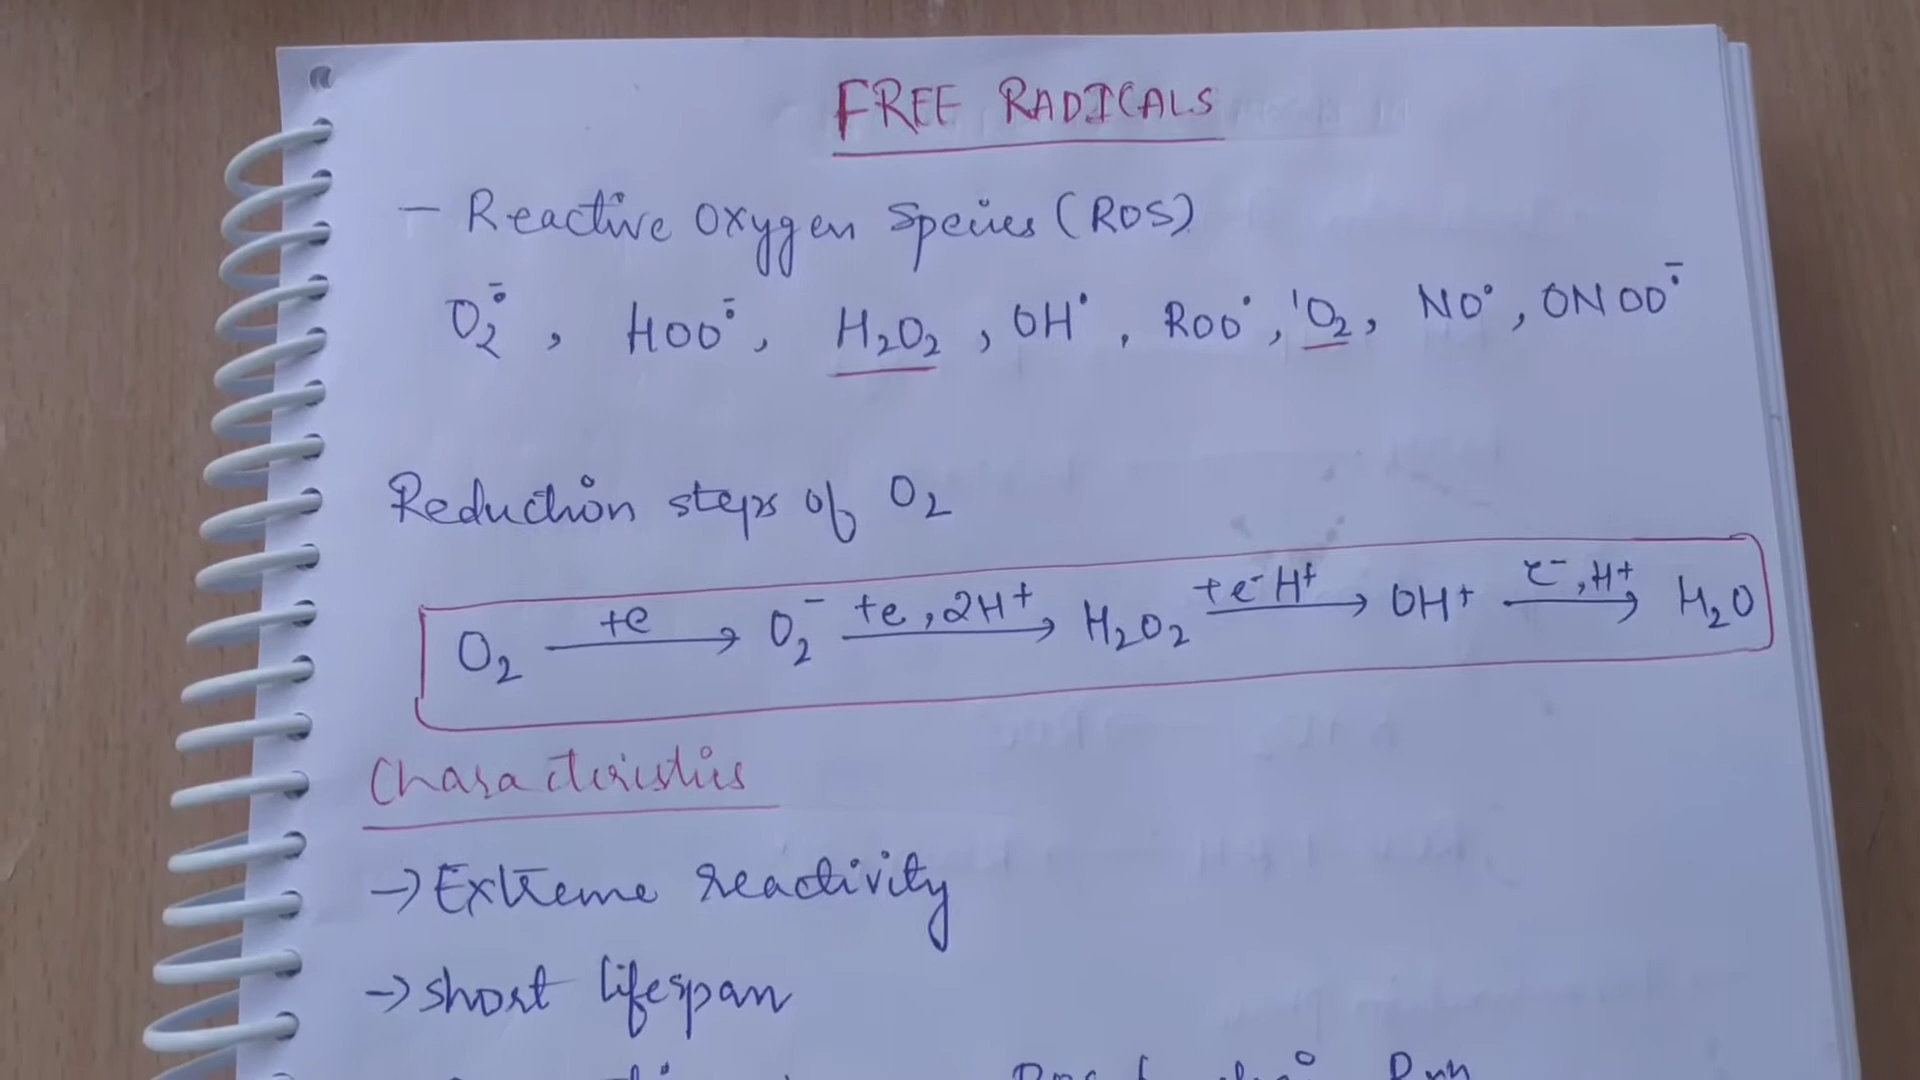 FREE RADICALS
- Reactive Oxygen Species (ROS)
O₂•̄, HOO•̄, H₂O₂, OH•, ROO•, ¹O₂, NO•, ONOO•̄
Reduction steps of O₂
O₂ +e → O₂⁻ +e, 2H⁺ → H₂O₂ +e⁻ H⁺ → OH⁺ e⁻, H⁺ → H₂O
Characteristics
→ Extreme reactivity
→ short lifespan